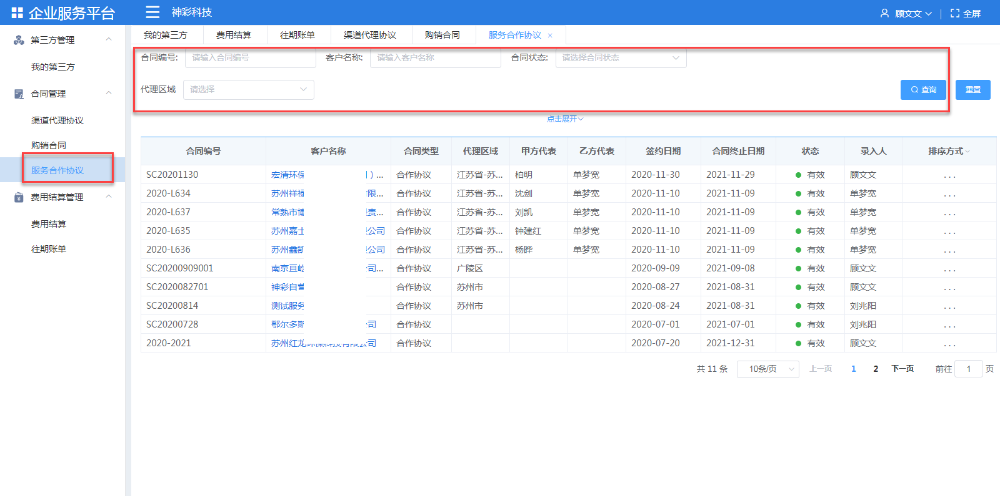 企业服务平台 神彩科技 顾文文 全屏
第三方管理
我的第三方
合同管理
渠道代理协议
购销合同
服务合作协议
费用结算管理
费用结算
往期账单
我的第三方 费用结算 往期账单 渠道代理协议 购销合同 服务合作协议 ×
合同编号: 请输入合同编号 客户名称: 请输入客户名称 合同状态: 请选择合同状态
代理区域 请选择 查询 重置
点击展开
合同编号 客户名称 合同类型 代理区域 甲方代表 乙方代表 签约日期 合同终止日期 状态 录入人 排序方式
SC20201130 宏清环保 )... 合作协议 江苏省-苏... 柏明 单梦宽 2020-11-30 2021-11-29 有效 顾文文 ...
2020-L634 苏州祥禄 限... 合作协议 江苏省-苏... 沈剑 单梦宽 2020-11-10 2021-11-09 有效 单梦宽 ...
2020-L637 常熟市博 责... 合作协议 江苏省-苏... 刘凯 单梦宽 2020-11-10 2021-11-09 有效 单梦宽 ...
2020-L635 苏州嘉士 公司 合作协议 江苏省-苏... 钟建红 单梦宽 2020-11-10 2021-11-09 有效 单梦宽 ...
2020-L636 苏州鑫凯 公司 合作协议 江苏省-苏... 杨晔 单梦宽 2020-11-10 2021-11-09 有效 单梦宽 ...
SC20200909001 南京亘屹 司... 合作协议 广陵区 2020-09-09 2021-09-08 有效 顾文文 ...
SC2020082701 神彩自营 合作协议 苏州市 2020-08-27 2021-08-31 有效 顾文文 ...
SC20200814 测试服务 合作协议 苏州市 2020-08-24 2021-08-31 有效 刘兆阳 ...
SC20200728 鄂尔多斯 司 合作协议 2020-07-01 2021-07-01 有效 刘兆阳 ...
2020-2021 苏州红龙环保科技有限公司 合作协议 2020-07-20 2021-12-31 有效 顾文文 ...
共 11 条 10条/页 上一页 1 2 下一页 前往 1 页